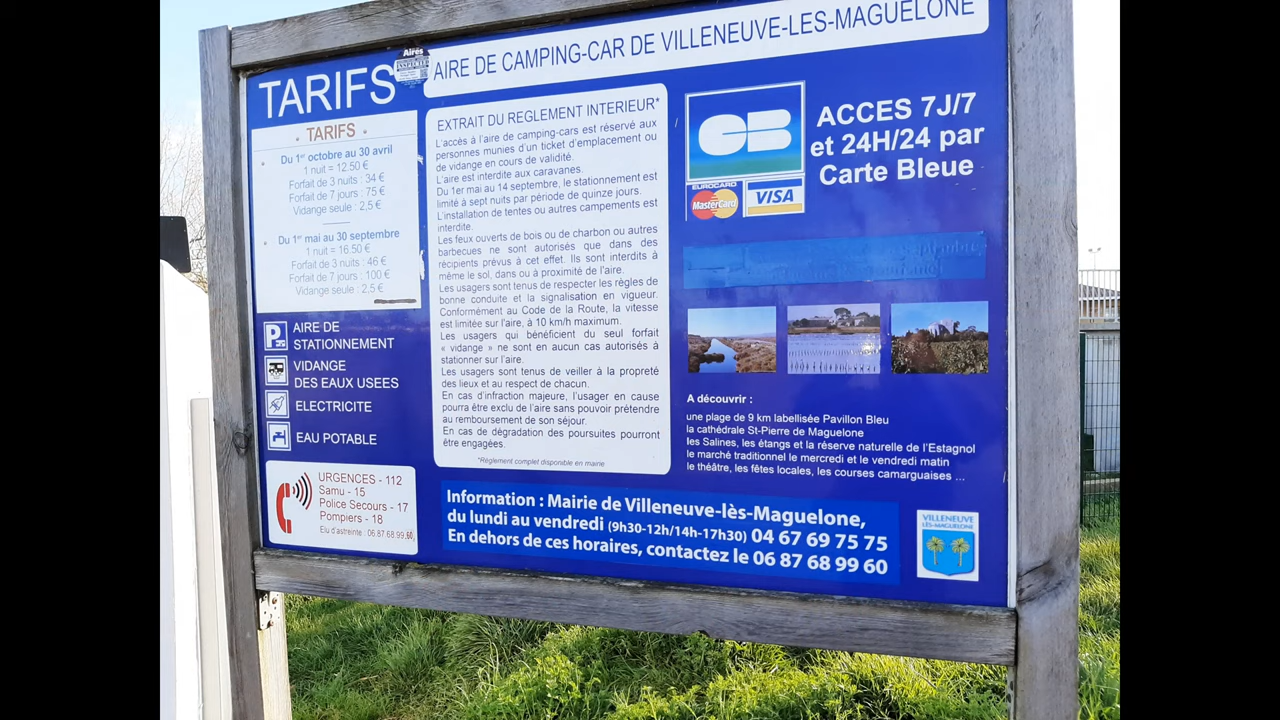 AIRE DE CAMPING-CAR DE VILLENEUVE-LES-MAGUELONE
TARIFS
Aires
• TARIFS •
Du 1er octobre au 30 avril
1 nuit = 12.50 €
Forfait de 3 nuits : 34 €
Forfait de 7 jours : 75 €
Vidange seule : 2,5 €
Du 1er mai au 30 septembre
1 nuit = 16.50 €
Forfait de 3 nuits : 46 €
Forfait de 7 jours : 100 €
Vidange seule : 2,5 €
AIRE DE
STATIONNEMENT
VIDANGE
DES EAUX USEES
ELECTRICITE
EAU POTABLE
URGENCES - 112
Samu - 15
Police Secours - 17
Pompiers - 18
Elu d'astreinte : 06.87.68.99.60
EXTRAIT DU REGLEMENT INTERIEUR*
L'accès à l'aire de camping-cars est réservé aux
personnes munies d'un ticket d'emplacement ou
de vidange en cours de validité.
L'aire est interdite aux caravanes.
Du 1er mai au 14 septembre, le stationnement est
limité à sept nuits par période de quinze jours.
L'installation de tentes ou autres campements est
interdite.
Les feux ouverts de bois ou de charbon ou autres
barbecues ne sont autorisés que dans des
récipients prévus à cet effet. Ils sont interdits à
même le sol, dans ou à proximité de l'aire.
Les usagers sont tenus de respecter les règles de
bonne conduite et la signalisation en vigueur.
Conformément au Code de la Route, la vitesse
est limitée sur l'aire, à 10 km/h maximum.
Les usagers qui bénéficient du seul forfait
« vidange » ne sont en aucun cas autorisés à
stationner sur l'aire.
Les usagers sont tenus de veiller à la propreté
des lieux et au respect de chacun.
En cas d'infraction majeure, l'usager en cause
pourra être exclu de l'aire sans pouvoir prétendre
au remboursement de son séjour.
En cas de dégradation des poursuites pourront
être engagées.
*Règlement complet disponible en mairie
CB
EUROCARD
MasterCard
VISA
ACCES 7J/7
et 24H/24 par
Carte Bleue
A découvrir :
une plage de 9 km labellisée Pavillon Bleu
la cathédrale St-Pierre de Maguelone
les Salines, les étangs et la réserve naturelle de l'Estagnol
le marché traditionnel le mercredi et le vendredi matin
le théâtre, les fêtes locales, les courses camarguaises ...
Information : Mairie de Villeneuve-lès-Maguelone,
du lundi au vendredi (9h30-12h/14h-17h30) 04 67 69 75 75
En dehors de ces horaires, contactez le 06 87 68 99 60
VILLENEUVE
LÈS-MAGUELONE